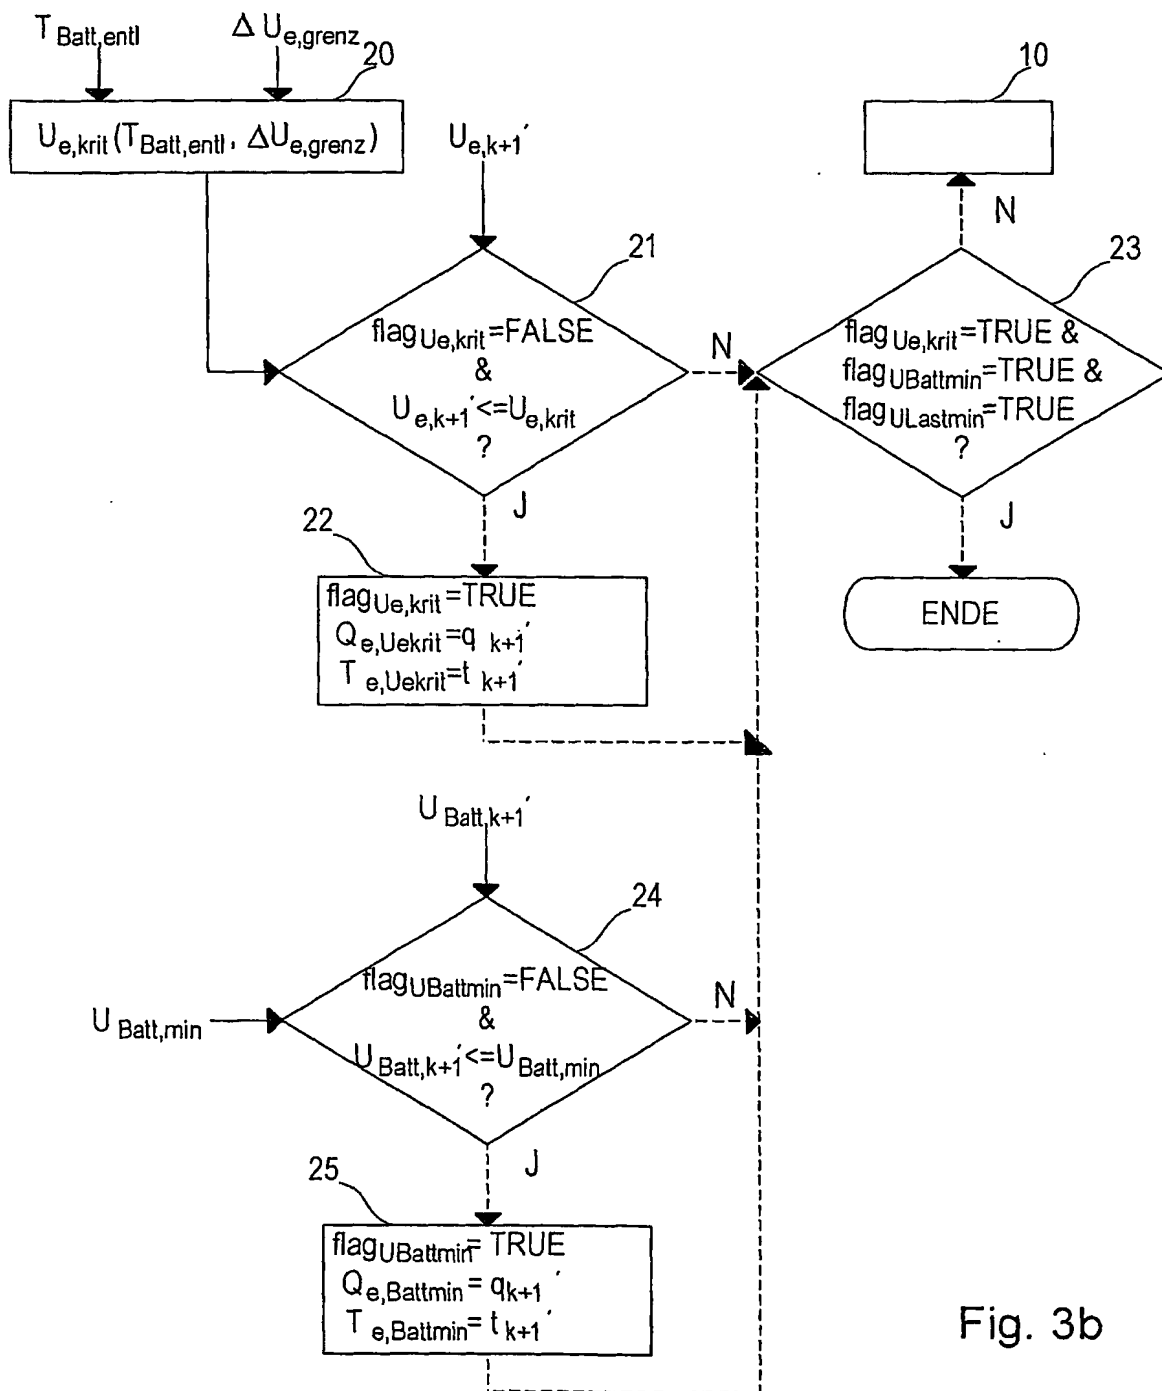 T Batt,entl
Δ U e,grenz
20
U e,krit (T Batt,entl, ΔU e,grenz)
10
U e,k+1'
N
21
23
flag Ue,krit =FALSE
&
U e,k+1' <=U e,krit
?
N
flag Ue,krit =TRUE &
flag UBattmin =TRUE &
flag ULastmin =TRUE
?
J
J
22
flag Ue,krit =TRUE
Q e,Uekrit =q k+1'
T e,Uekrit =t k+1'
ENDE
U Batt,k+1'
24
flag UBattmin =FALSE
&
U Batt,k+1' <=U Batt,min
?
N
U Batt,min
J
25
flag UBattmin = TRUE
Q e,Battmin = q k+1'
T e,Battmin = t k+1'
Fig. 3b